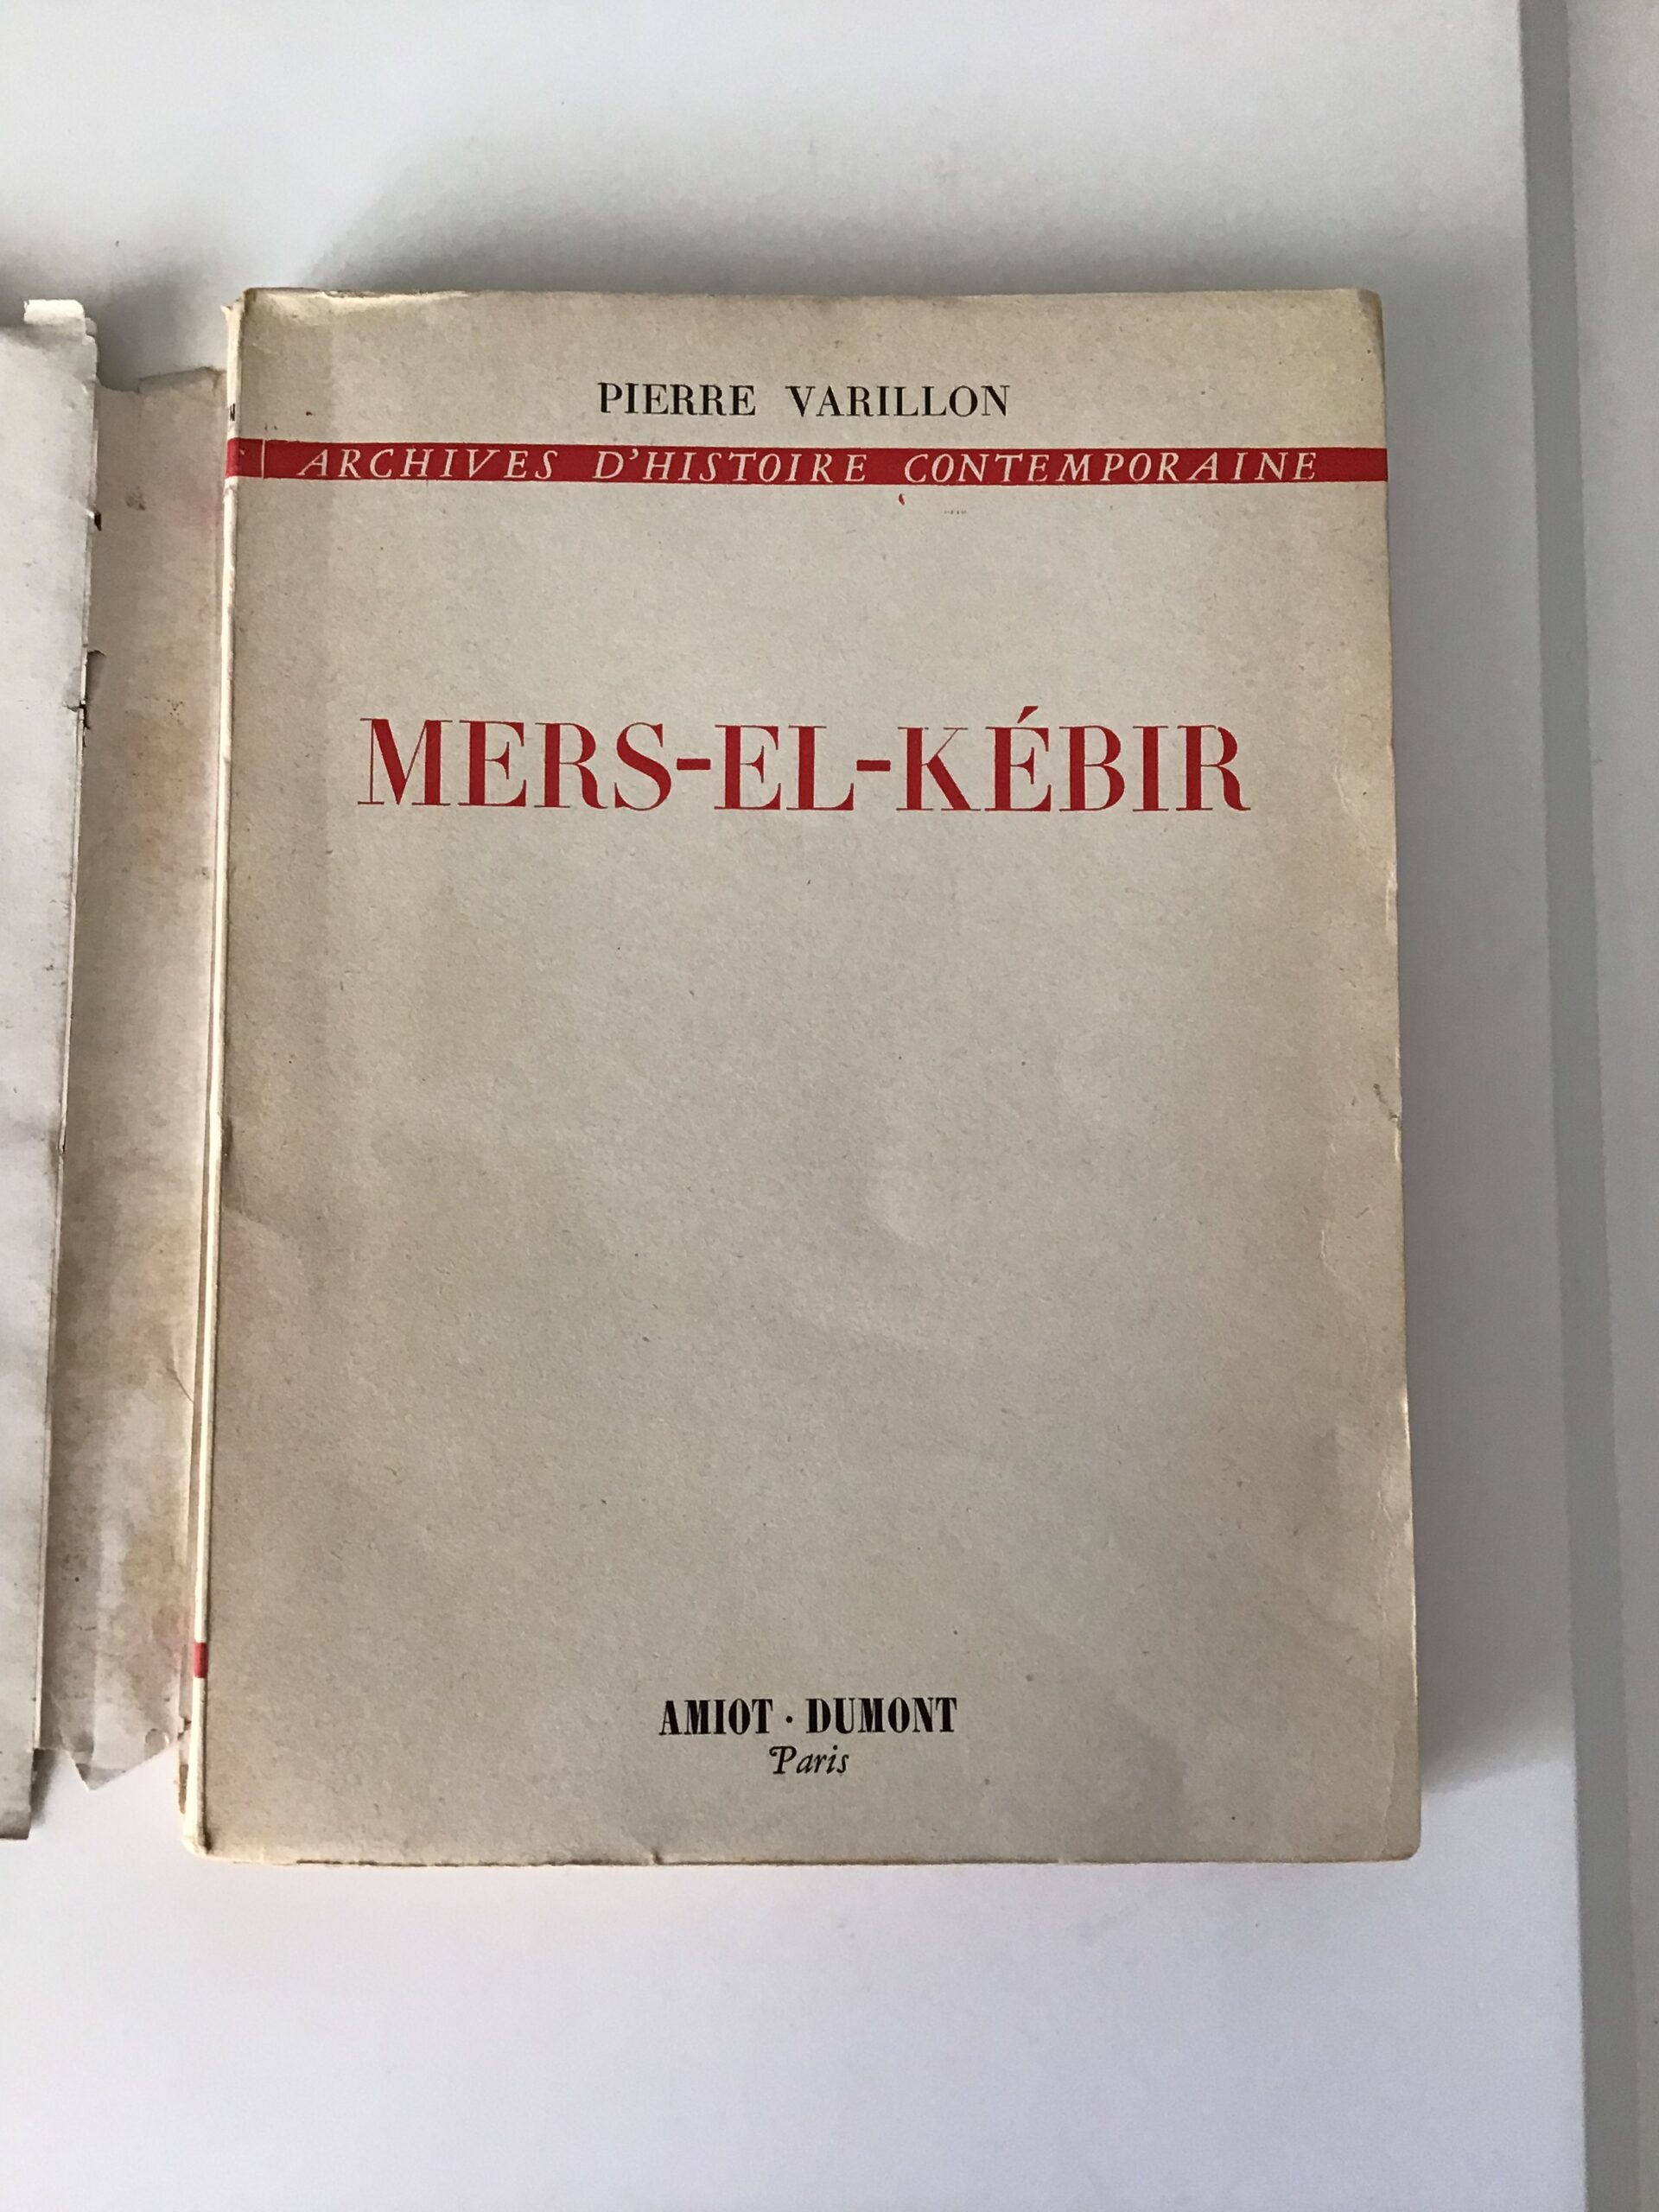 PIERRE VARILLON
ARCHIVES D'HISTOIRE CONTEMPORAINE
MERS-EL-KÉBIR
AMIOT · DUMONT
Paris